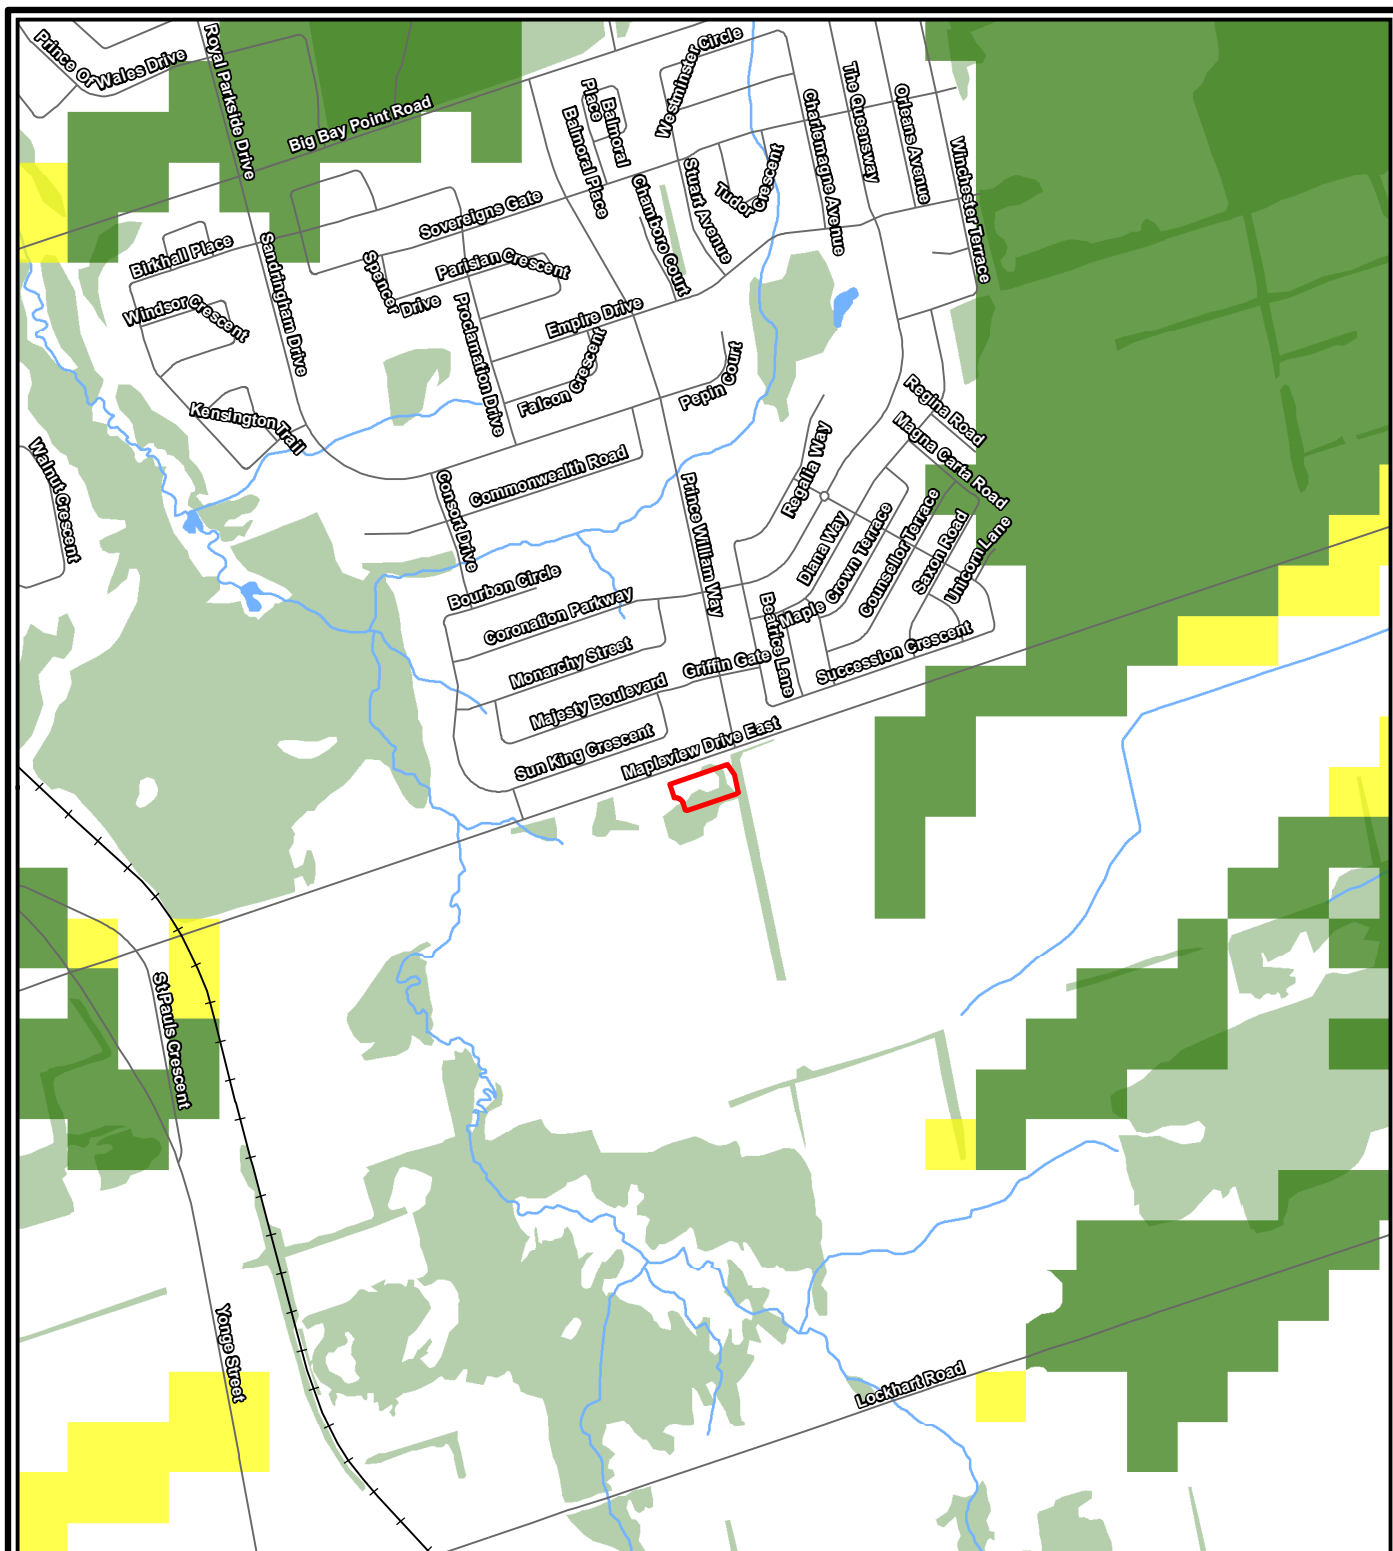 Prince Of Wales Drive
Royal Parkside Drive
Big Bay Point Road
Balmoral Place
Balmoral Place
Westminster Circle
Charlemagne Avenue
The Queensway
Orleans Avenue
Winchester Terrace
Stuart Avenue
Tudor Crescent
Chamboro Court
Sovereigns Gate
Birkhall Place
Sandringham Drive
Windsor Crescent
Spencer Drive
Parisian Crescent
Proclamation Drive
Empire Drive
Falcon Crescent
Pepin Court
Kensington Trail
Walnut Crescent
Consort Drive
Commonwealth Road
Prince William Way
Regalia Way
Regina Road
Magna Carta Road
Diana Way
Maple Crown Terrace
Counsellor Terrace
Saxon Road
Unicorn Lane
Bourbon Circle
Coronation Parkway
Monarchy Street
Majesty Boulevard
Griffin Gate
Beatrice Lane
Succession Crescent
Sun King Crescent
Mapleview Drive East
St Pauls Crescent
Yonge Street
Lockhart Road